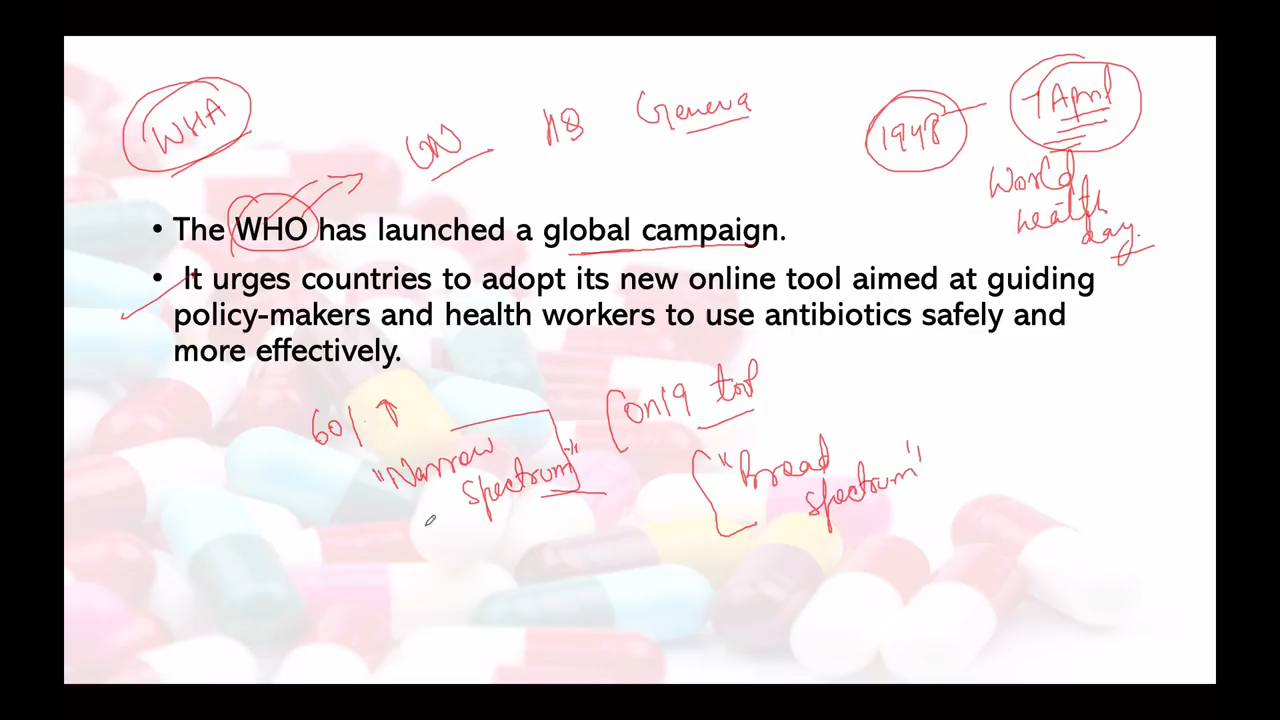 WHA
UN HQ Geneva
1948 7 April
World
health
day.
• The WHO has launched a global campaign.
• It urges countries to adopt its new online tool aimed at guiding
policy-makers and health workers to use antibiotics safely and
more effectively.
60%
tool
"Narrow
spectrum"
"Broad
spectrum"